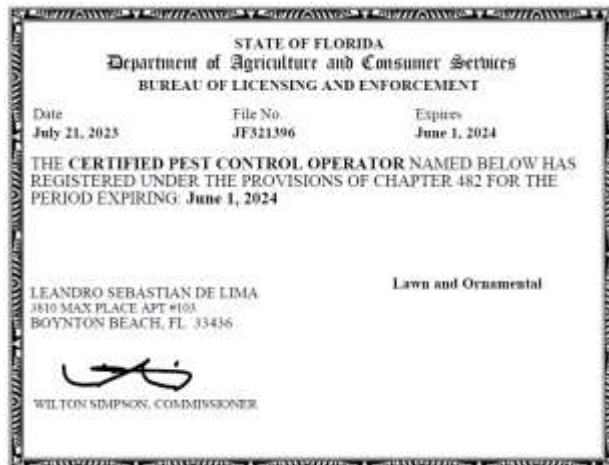 STATE OF FLORIDA
Department of Agriculture and Consumer Services
BUREAU OF LICENSING AND ENFORCEMENT
Date File No. Expires
July 21, 2023 JF321396 June 1, 2024
THE CERTIFIED PEST CONTROL OPERATOR NAMED BELOW HAS
REGISTERED UNDER THE PROVISIONS OF CHAPTER 482 FOR THE
PERIOD EXPIRING: June 1, 2024
Lawn and Ornamental
LEANDRO SEBASTIAN DE LIMA
3810 MAX PLACE APT #103
BOYNTON BEACH, FL 33436
WILTON SIMPSON, COMMISSIONER